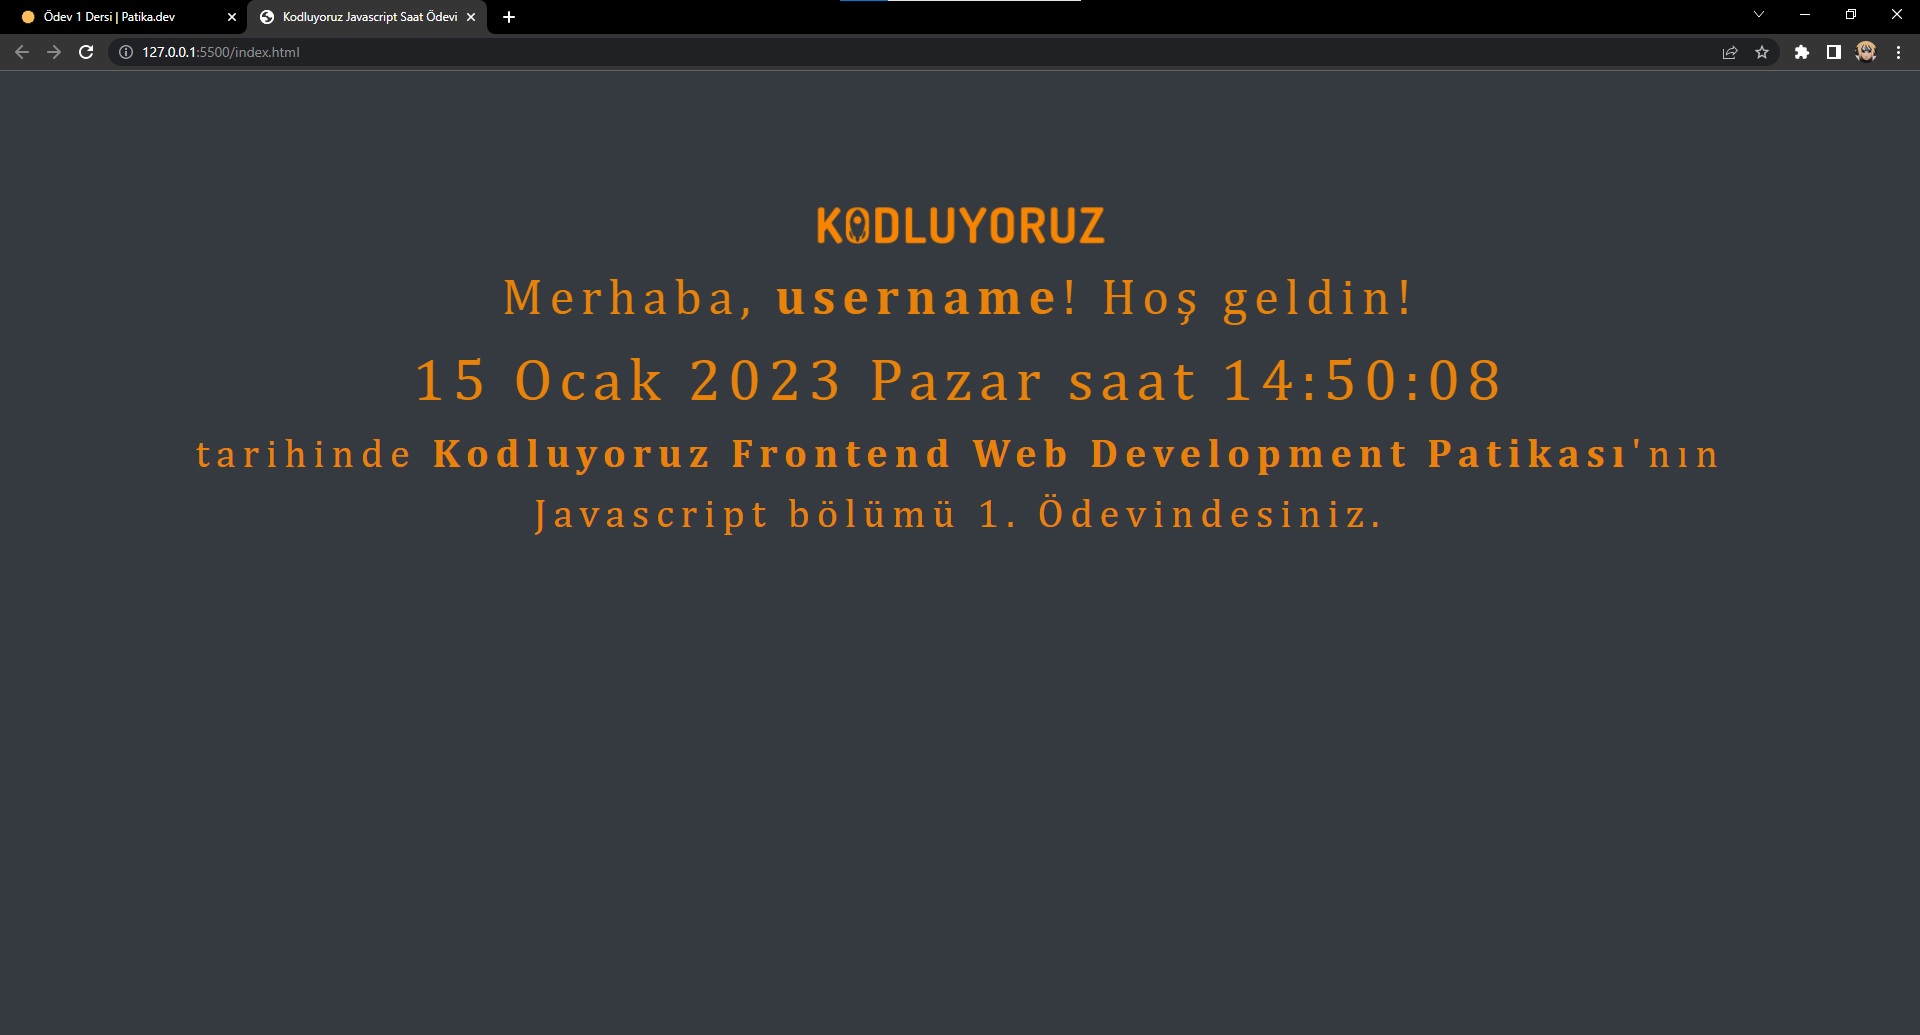 Ödev 1 Dersi | Patika.dev
Kodluyoruz Javascript Saat Ödevi
127.0.0.1:5500/index.html
KODLUYORUZ
Merhaba, username! Hoş geldin!
15 Ocak 2023 Pazar saat 14:50:08
tarihinde Kodluyoruz Frontend Web Development Patikası'nın
Javascript bölümü 1. Ödevindesiniz.